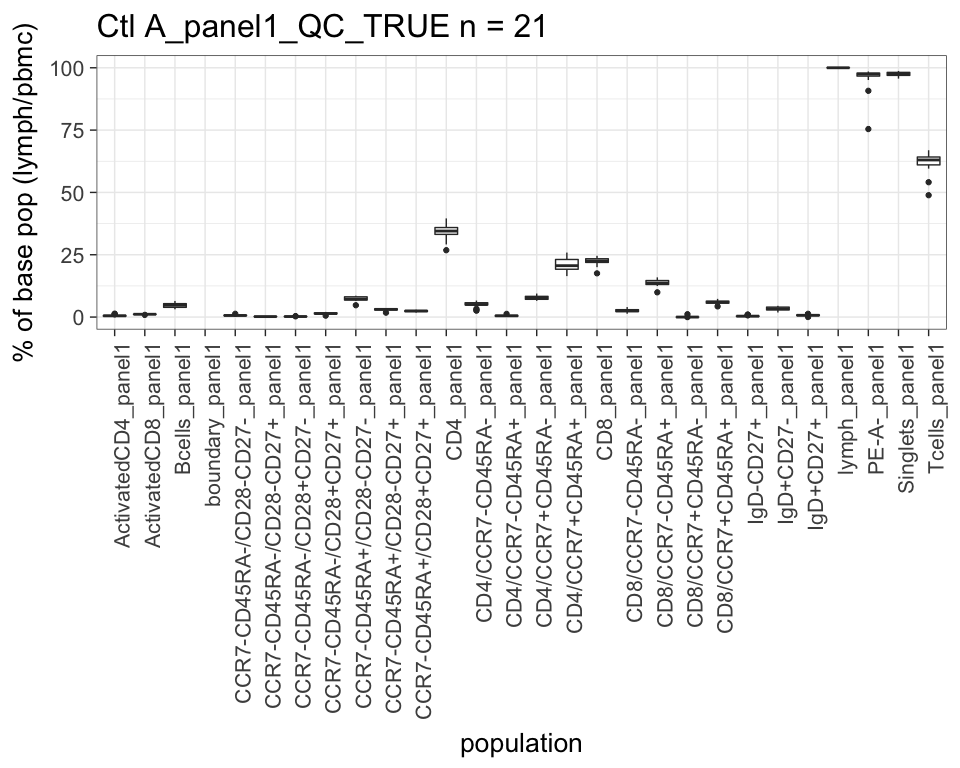 Ctl A_panel1_QC_TRUE n = 21
% of base pop (lymph/pbmc)
100
75
50
25
0
ActivatedCD4_panel1
ActivatedCD8_panel1
Bcells_panel1
boundary_panel1
CCR7-CD45RA-/CD28-CD27-_panel1
CCR7-CD45RA-/CD28-CD27+_panel1
CCR7-CD45RA-/CD28+CD27-_panel1
CCR7-CD45RA-/CD28+CD27+_panel1
CCR7-CD45RA+/CD28-CD27-_panel1
CCR7-CD45RA+/CD28-CD27+_panel1
CCR7-CD45RA+/CD28+CD27+_panel1
CD4_panel1
CD4/CCR7-CD45RA-_panel1
CD4/CCR7-CD45RA+_panel1
CD4/CCR7+CD45RA-_panel1
CD4/CCR7+CD45RA+_panel1
CD8_panel1
CD8/CCR7-CD45RA-_panel1
CD8/CCR7-CD45RA+_panel1
CD8/CCR7+CD45RA-_panel1
CD8/CCR7+CD45RA+_panel1
IgD-CD27+_panel1
IgD+CD27-_panel1
IgD+CD27+_panel1
lymph_panel1
PE-A-_panel1
Singlets_panel1
Tcells_panel1
population